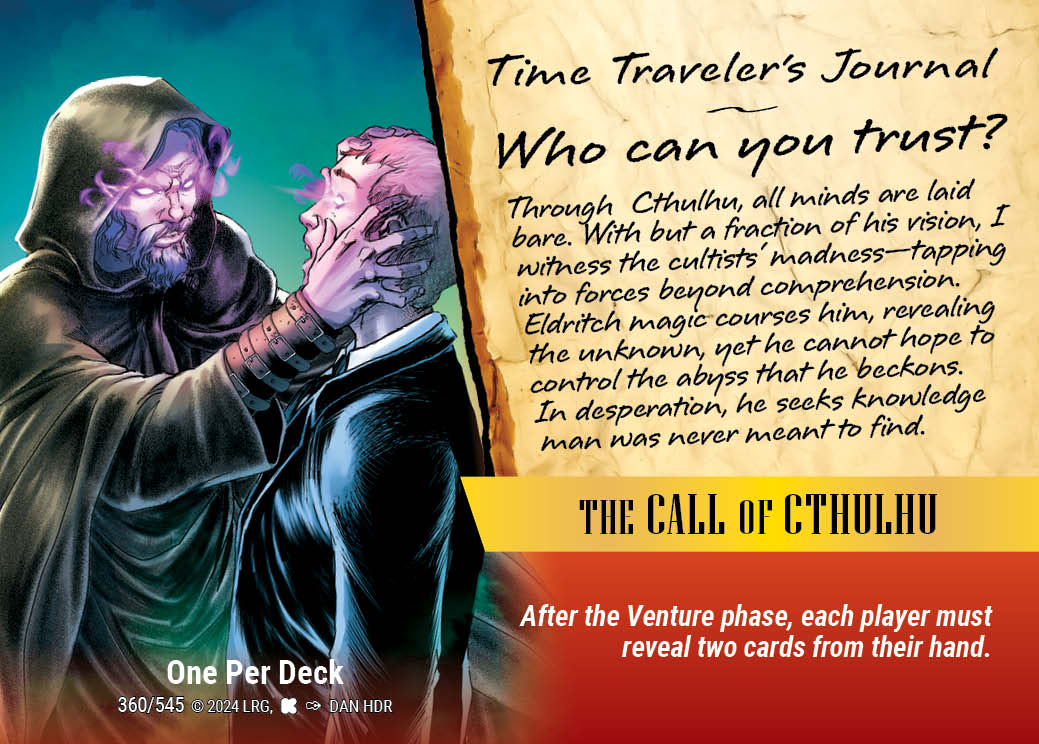 Time Traveler's Journal
Who can you trust?
Through Cthulhu, all minds are laid
bare. With but a fraction of his vision, I
witness the cultists' madness—tapping
into forces beyond comprehension.
Eldritch magic courses him, revealing
the unknown, yet he cannot hope to
control the abyss that he beckons.
In desperation, he seeks knowledge
man was never meant to find.
THE CALL OF CTHULHU
After the Venture phase, each player must
reveal two cards from their hand.
One Per Deck
360/545 © 2024 LRG, DAN HDR